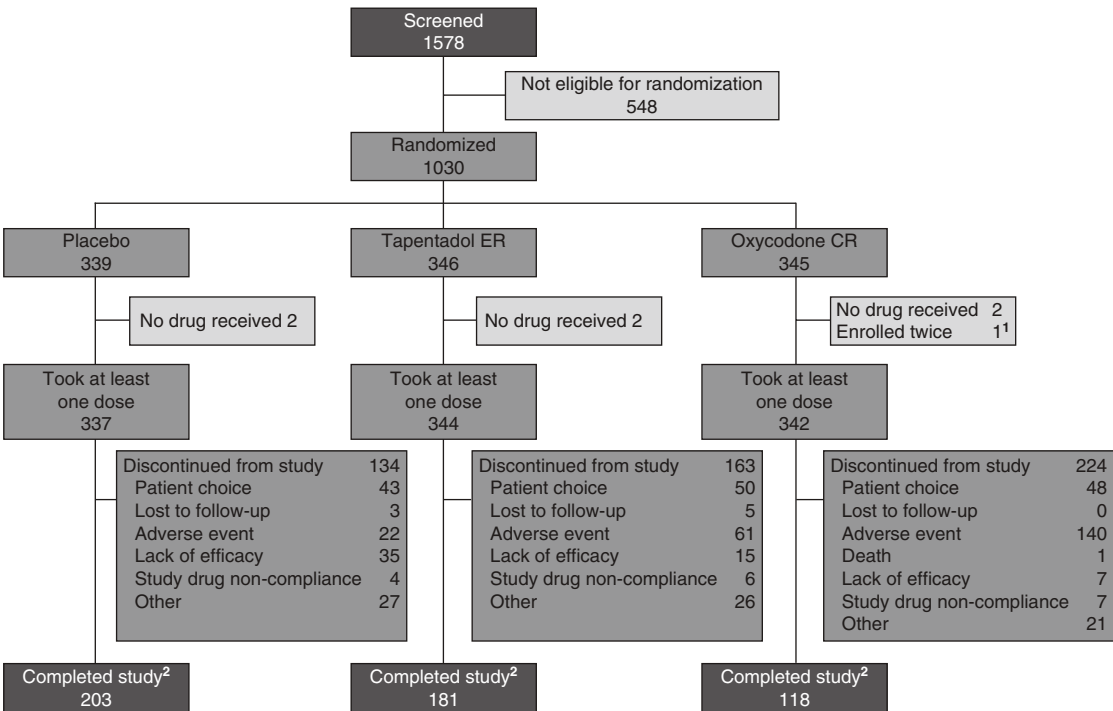 Screened
1578
Not eligible for randomization
548
Randomized
1030
Placebo
339
Tapentadol ER
346
Oxycodone CR
345
No drug received 2
No drug received 2
No drug received 2
Enrolled twice 1¹
Took at least
one dose
337
Took at least
one dose
344
Took at least
one dose
342
Discontinued from study 134
Patient choice 43
Lost to follow-up 3
Adverse event 22
Lack of efficacy 35
Study drug non-compliance 4
Other 27
Discontinued from study 163
Patient choice 50
Lost to follow-up 5
Adverse event 61
Lack of efficacy 15
Study drug non-compliance 6
Other 26
Discontinued from study 224
Patient choice 48
Lost to follow-up 0
Adverse event 140
Death 1
Lack of efficacy 7
Study drug non-compliance 7
Other 21
Completed study²
203
Completed study²
181
Completed study²
118